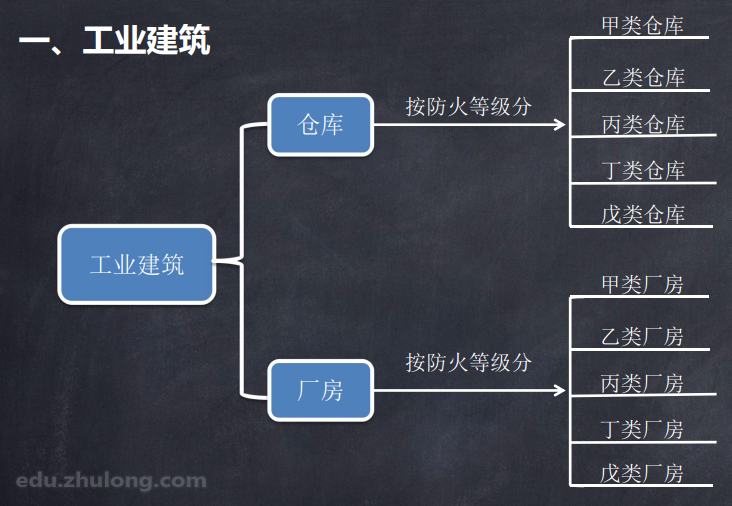 一、工业建筑
甲类仓库
乙类仓库
仓库
按防火等级分
丙类仓库
丁类仓库
戊类仓库
工业建筑
甲类厂房
乙类厂房
厂房
按防火等级分
丙类厂房
丁类厂房
戊类厂房
edu.zhulong.com